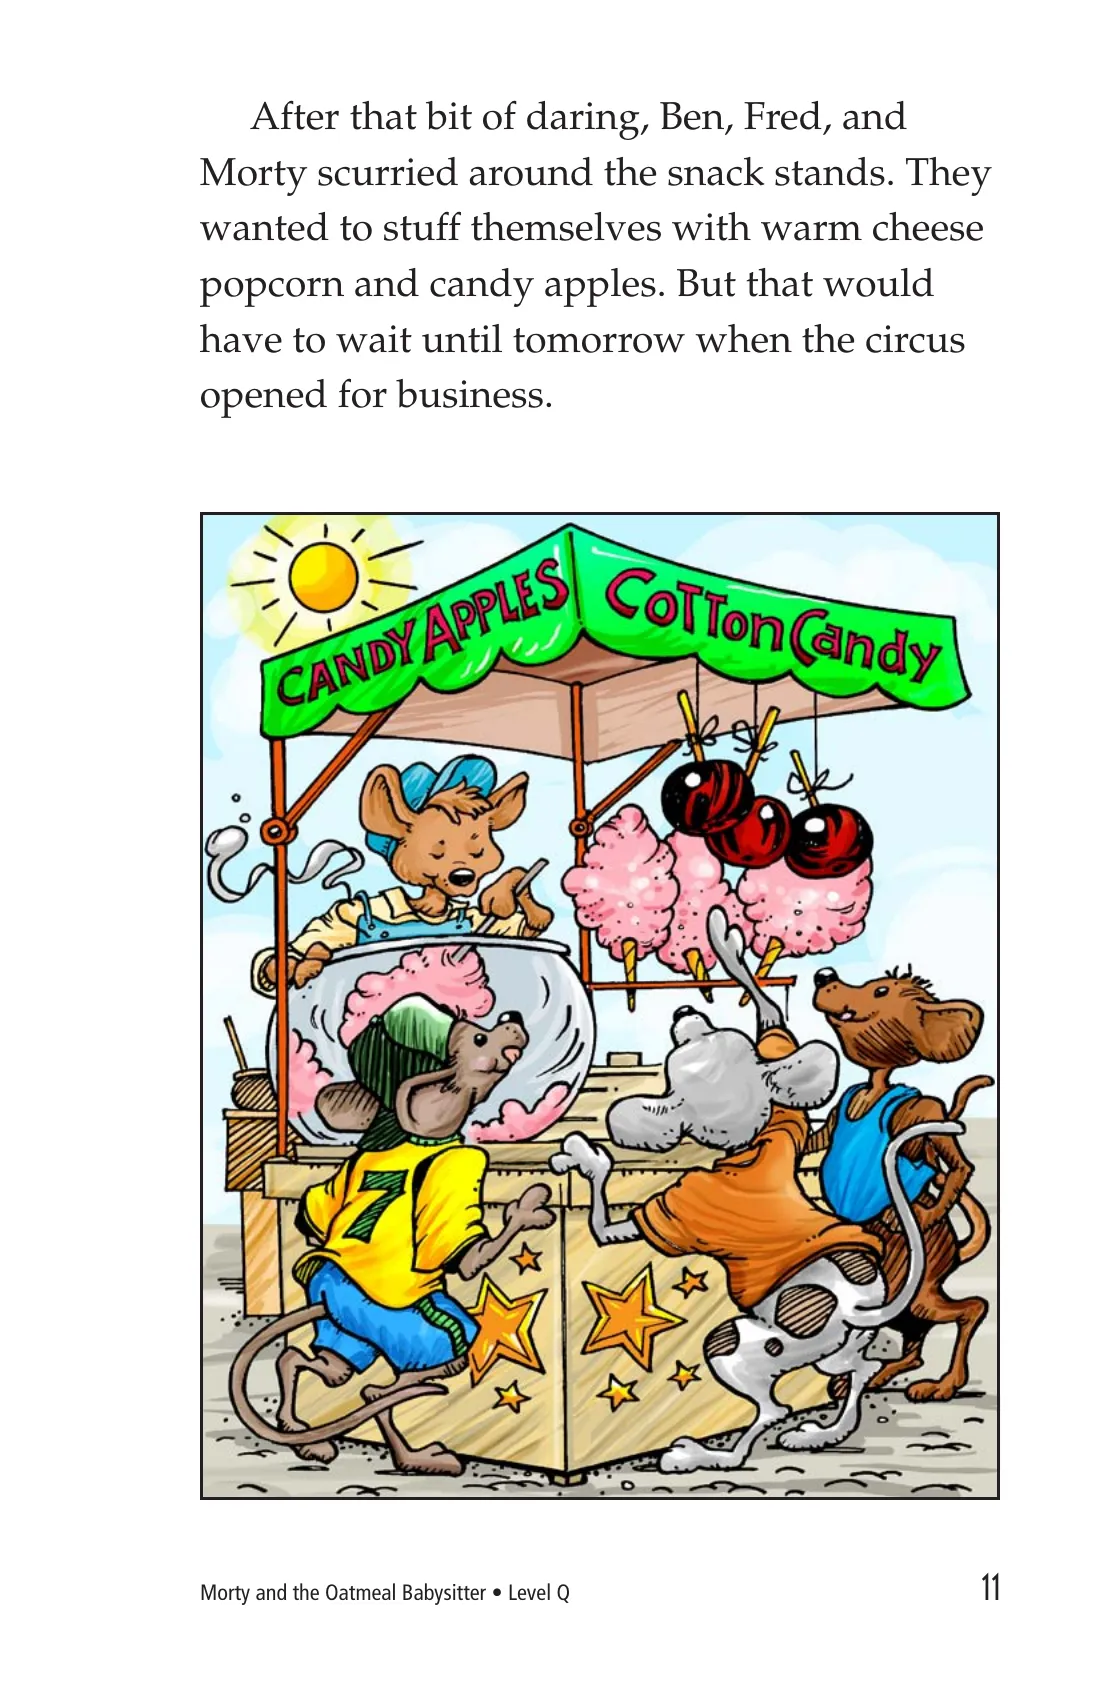 After that bit of daring, Ben, Fred, and
Morty scurried around the snack stands. They
wanted to stuff themselves with warm cheese
popcorn and candy apples. But that would
have to wait until tomorrow when the circus
opened for business.
CANDY APPLES
COTTon Candy
7
Morty and the Oatmeal Babysitter • Level Q
11